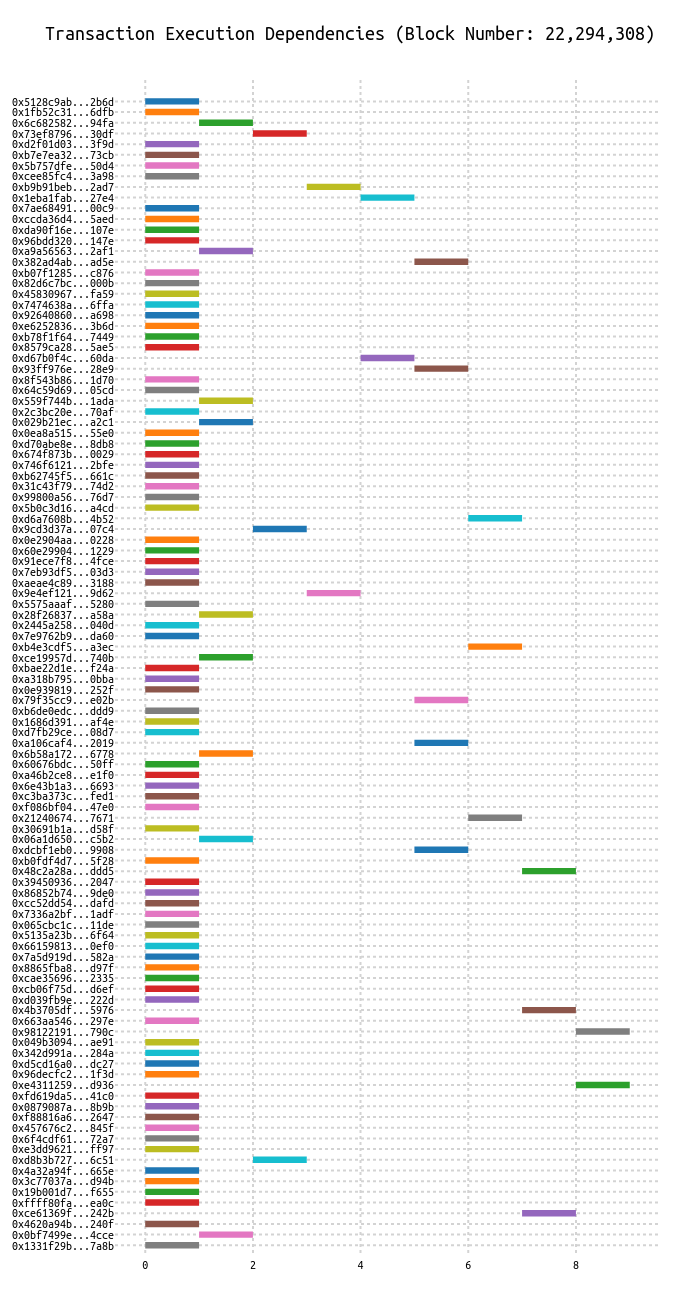 Transaction Execution Dependencies (Block Number: 22,294,308)
0x5128c9ab...2b6d
0x1fb52c31...6dfb
0x6c682582...94fa
0x73ef8796...30df
0xd2f01d03...3f9d
0xb7e7ea32...73cb
0x5b757dfe...50d4
0xcee85fc4...3a98
0xb9b91beb...2ad7
0x1eba1fab...27e4
0x7ae68491...00c9
0xccda36d4...5aed
0xda90f16e...107e
0x96bdd320...147e
0xa9a56563...2af1
0x382ad4ab...ad5e
0xb07f1285...c876
0x82d6c7bc...000b
0x45830967...fa59
0x7474638a...6ffa
0x92640860...a698
0xe6252836...3b6d
0xb78f1f64...7449
0x8579ca28...5ae5
0xd67b0f4c...60da
0x93ff976e...28e9
0x8f543b86...1d70
0x64c59d69...05cd
0x559f744b...1ada
0x2c3bc20e...70af
0x029b21ec...a2c1
0x0ea8a515...55e0
0xd70abe8e...8db8
0x674f873b...0029
0x746f6121...2bfe
0xb62745f5...661c
0x31c43f79...74d2
0x99800a56...76d7
0x5b0c3d16...a4cd
0xd6a7608b...4b52
0x9cd3d37a...07c4
0x0e2904aa...0228
0x60e29904...1229
0x91ece7f8...4fce
0x7eb93df5...03d3
0xaeae4c89...3188
0x9e4ef121...9d62
0x5575aaaf...5280
0x28f26837...a58a
0x2445a258...040d
0x7e9762b9...da60
0xb4e3cdf5...a3ec
0xce19957d...740b
0xbae22d1e...f24a
0xa318b795...0bba
0x0e939819...252f
0x79f35cc9...e02b
0xb6de0edc...ddd9
0x1686d391...af4e
0xd7fb29ce...08d7
0xa106caf4...2019
0x6b58a172...6778
0x60676bdc...50ff
0xa46b2ce8...e1f0
0x6e43b1a3...6693
0xc3ba373c...fed1
0xf086bf04...47e0
0x21240674...7671
0x30691b1a...d58f
0x06a1d650...c5b2
0xdcbf1eb0...9908
0xb0fdf4d7...5f28
0x48c2a28a...ddd5
0x39450936...2047
0x86852b74...9de0
0xcc52dd54...dafd
0x7336a2bf...1adf
0x065cbc1c...11de
0x5135a23b...6f64
0x66159813...0ef0
0x7a5d919d...582a
0x8865fba8...d97f
0xcae35696...2335
0xcb06f75d...d6ef
0xd039fb9e...222d
0x4b3705df...5976
0x663aa546...297e
0x98122191...790c
0x049b3094...ae91
0x342d991a...284a
0xd5cd16a0...dc27
0x96decfc2...1f3d
0xe4311259...d936
0xfd619da5...41c0
0x0879087a...8b9b
0xf88816a6...2647
0x457676c2...845f
0x6f4cdf61...72a7
0xe3dd9621...ff97
0xd8b3b727...6c51
0x4a32a94f...665e
0x3c77037a...d94b
0x19b001d7...f655
0xffff80fa...ea0c
0xce61369f...242b
0x4620a94b...240f
0x0bf7499e...4cce
0x1331f29b...7a8b
0 2 4 6 8